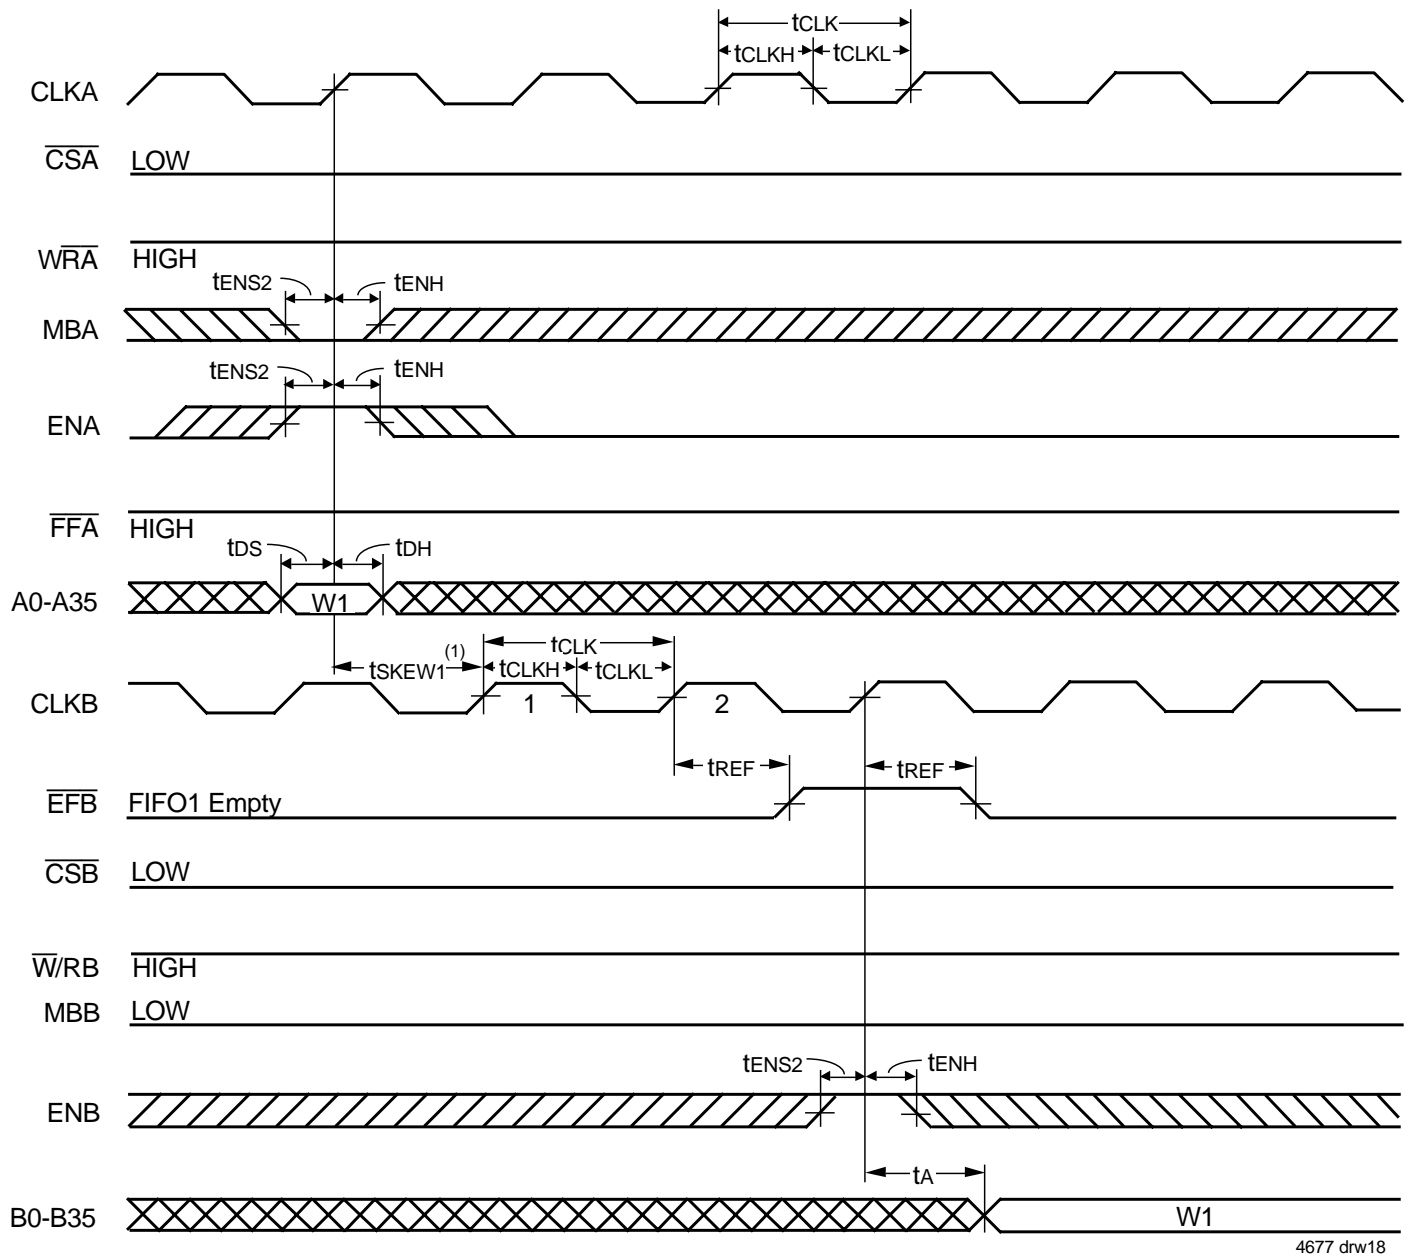 tCLK
tCLKH tCLKL
CLKA
CSA LOW
WRA HIGH
tENS2 tENH
MBA
tENS2 tENH
ENA
FFA HIGH
tDS tDH
A0-A35 W1
tSKEW1 (1) tCLK
tCLKH tCLKL
CLKB 1 2
tREF tREF
EFB FIFO1 Empty
CSB LOW
W/RB HIGH
MBB LOW
tENS2 tENH
ENB
tA
B0-B35 W1
4677 drw18